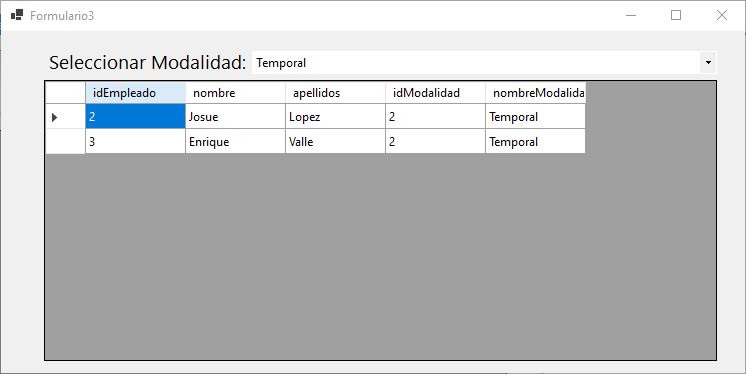 Formulario3
Seleccionar Modalidad: Temporal
idEmpleado nombre apellidos idModalidad nombreModalida
2 Josue Lopez 2 Temporal
3 Enrique Valle 2 Temporal